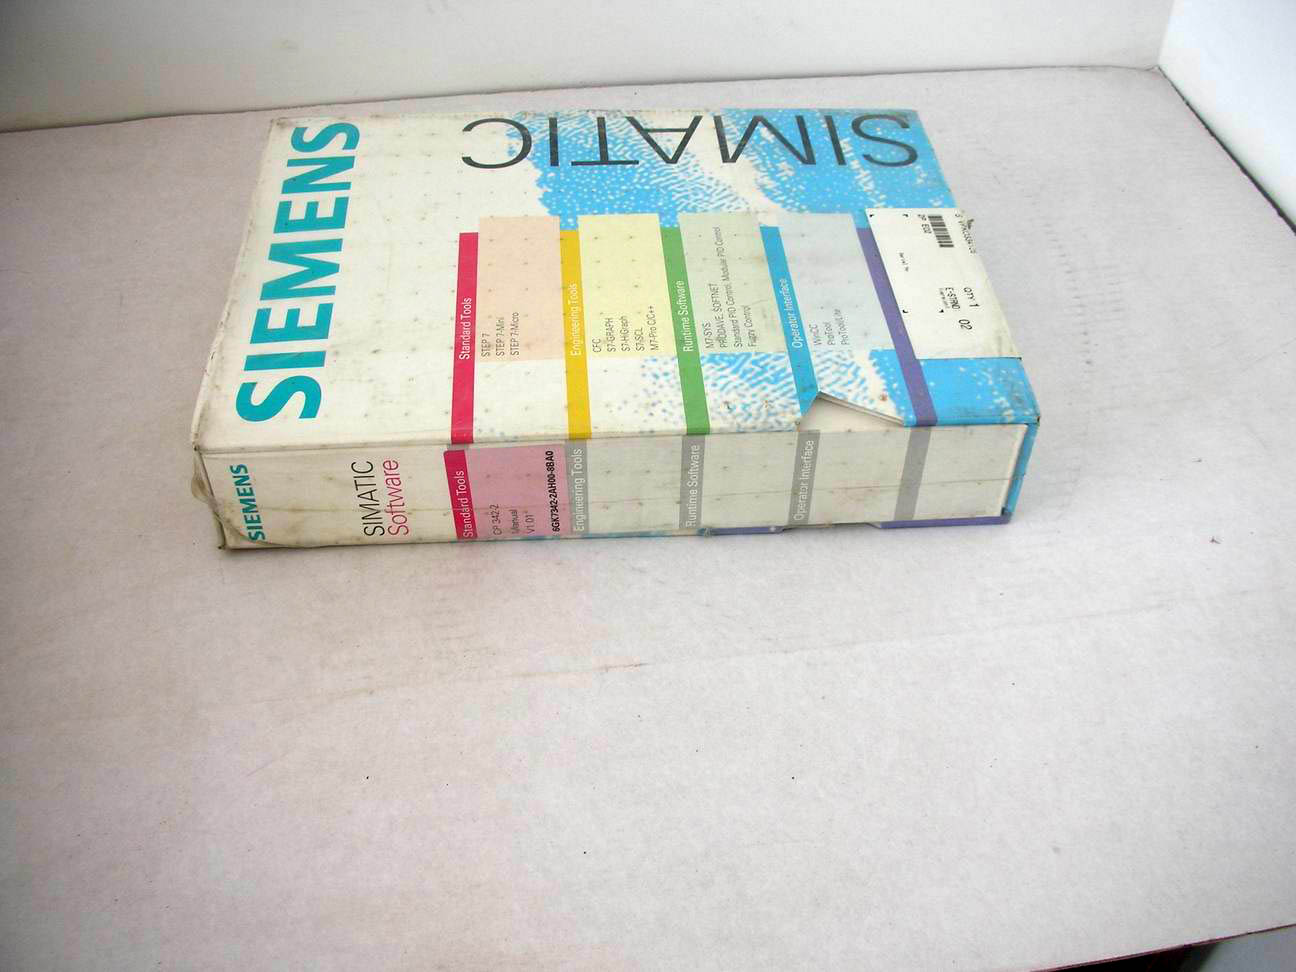 SIEMENS
SIMATIC
Standard Tools
STEP 7
STEP 7-Mini
STEP 7-Micro
Engineering Tools
CFC
S7-GRAPH
S7-HiGraph
S7-SCL
M7-Pro C/C++
Runtime Software
M7-SYS
PRODAVE, SOFTNET
Standard PID Control, Modular PID Control
Fuzzy Control
Operator Interface
WinCC
ProTool
ProTool/Lite
QTY 1
02
SIEMENS
SIMATIC
Software
Standard Tools
CP 342-2
Manual
V1.01
6GK7342-2AH00-8BA0
Engineering Tools
Runtime Software
Operator Interface